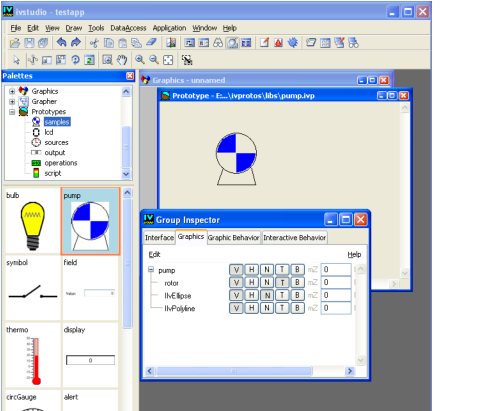 ivstudio - testapp
File Edit View Draw Tools DataAccess Application Window Help
Palettes
Graphics
Grapher
Prototypes
samples
lcd
sources
output
operations
script
bulb
pump
symbol
field
Value
0
thermo
display
0
circGauge
alert
Graphics - unnamed
Prototype - E:...\ivprotos\libs\pump.ivp
Group Inspector
Interface Graphics Graphic Behavior Interactive Behavior
Edit Help
pump V H N T B mZ 0
rotor V H N T B mZ 0
IlvEllipse V H N T B mZ 0
IlvPolyline V H N T B mZ 0